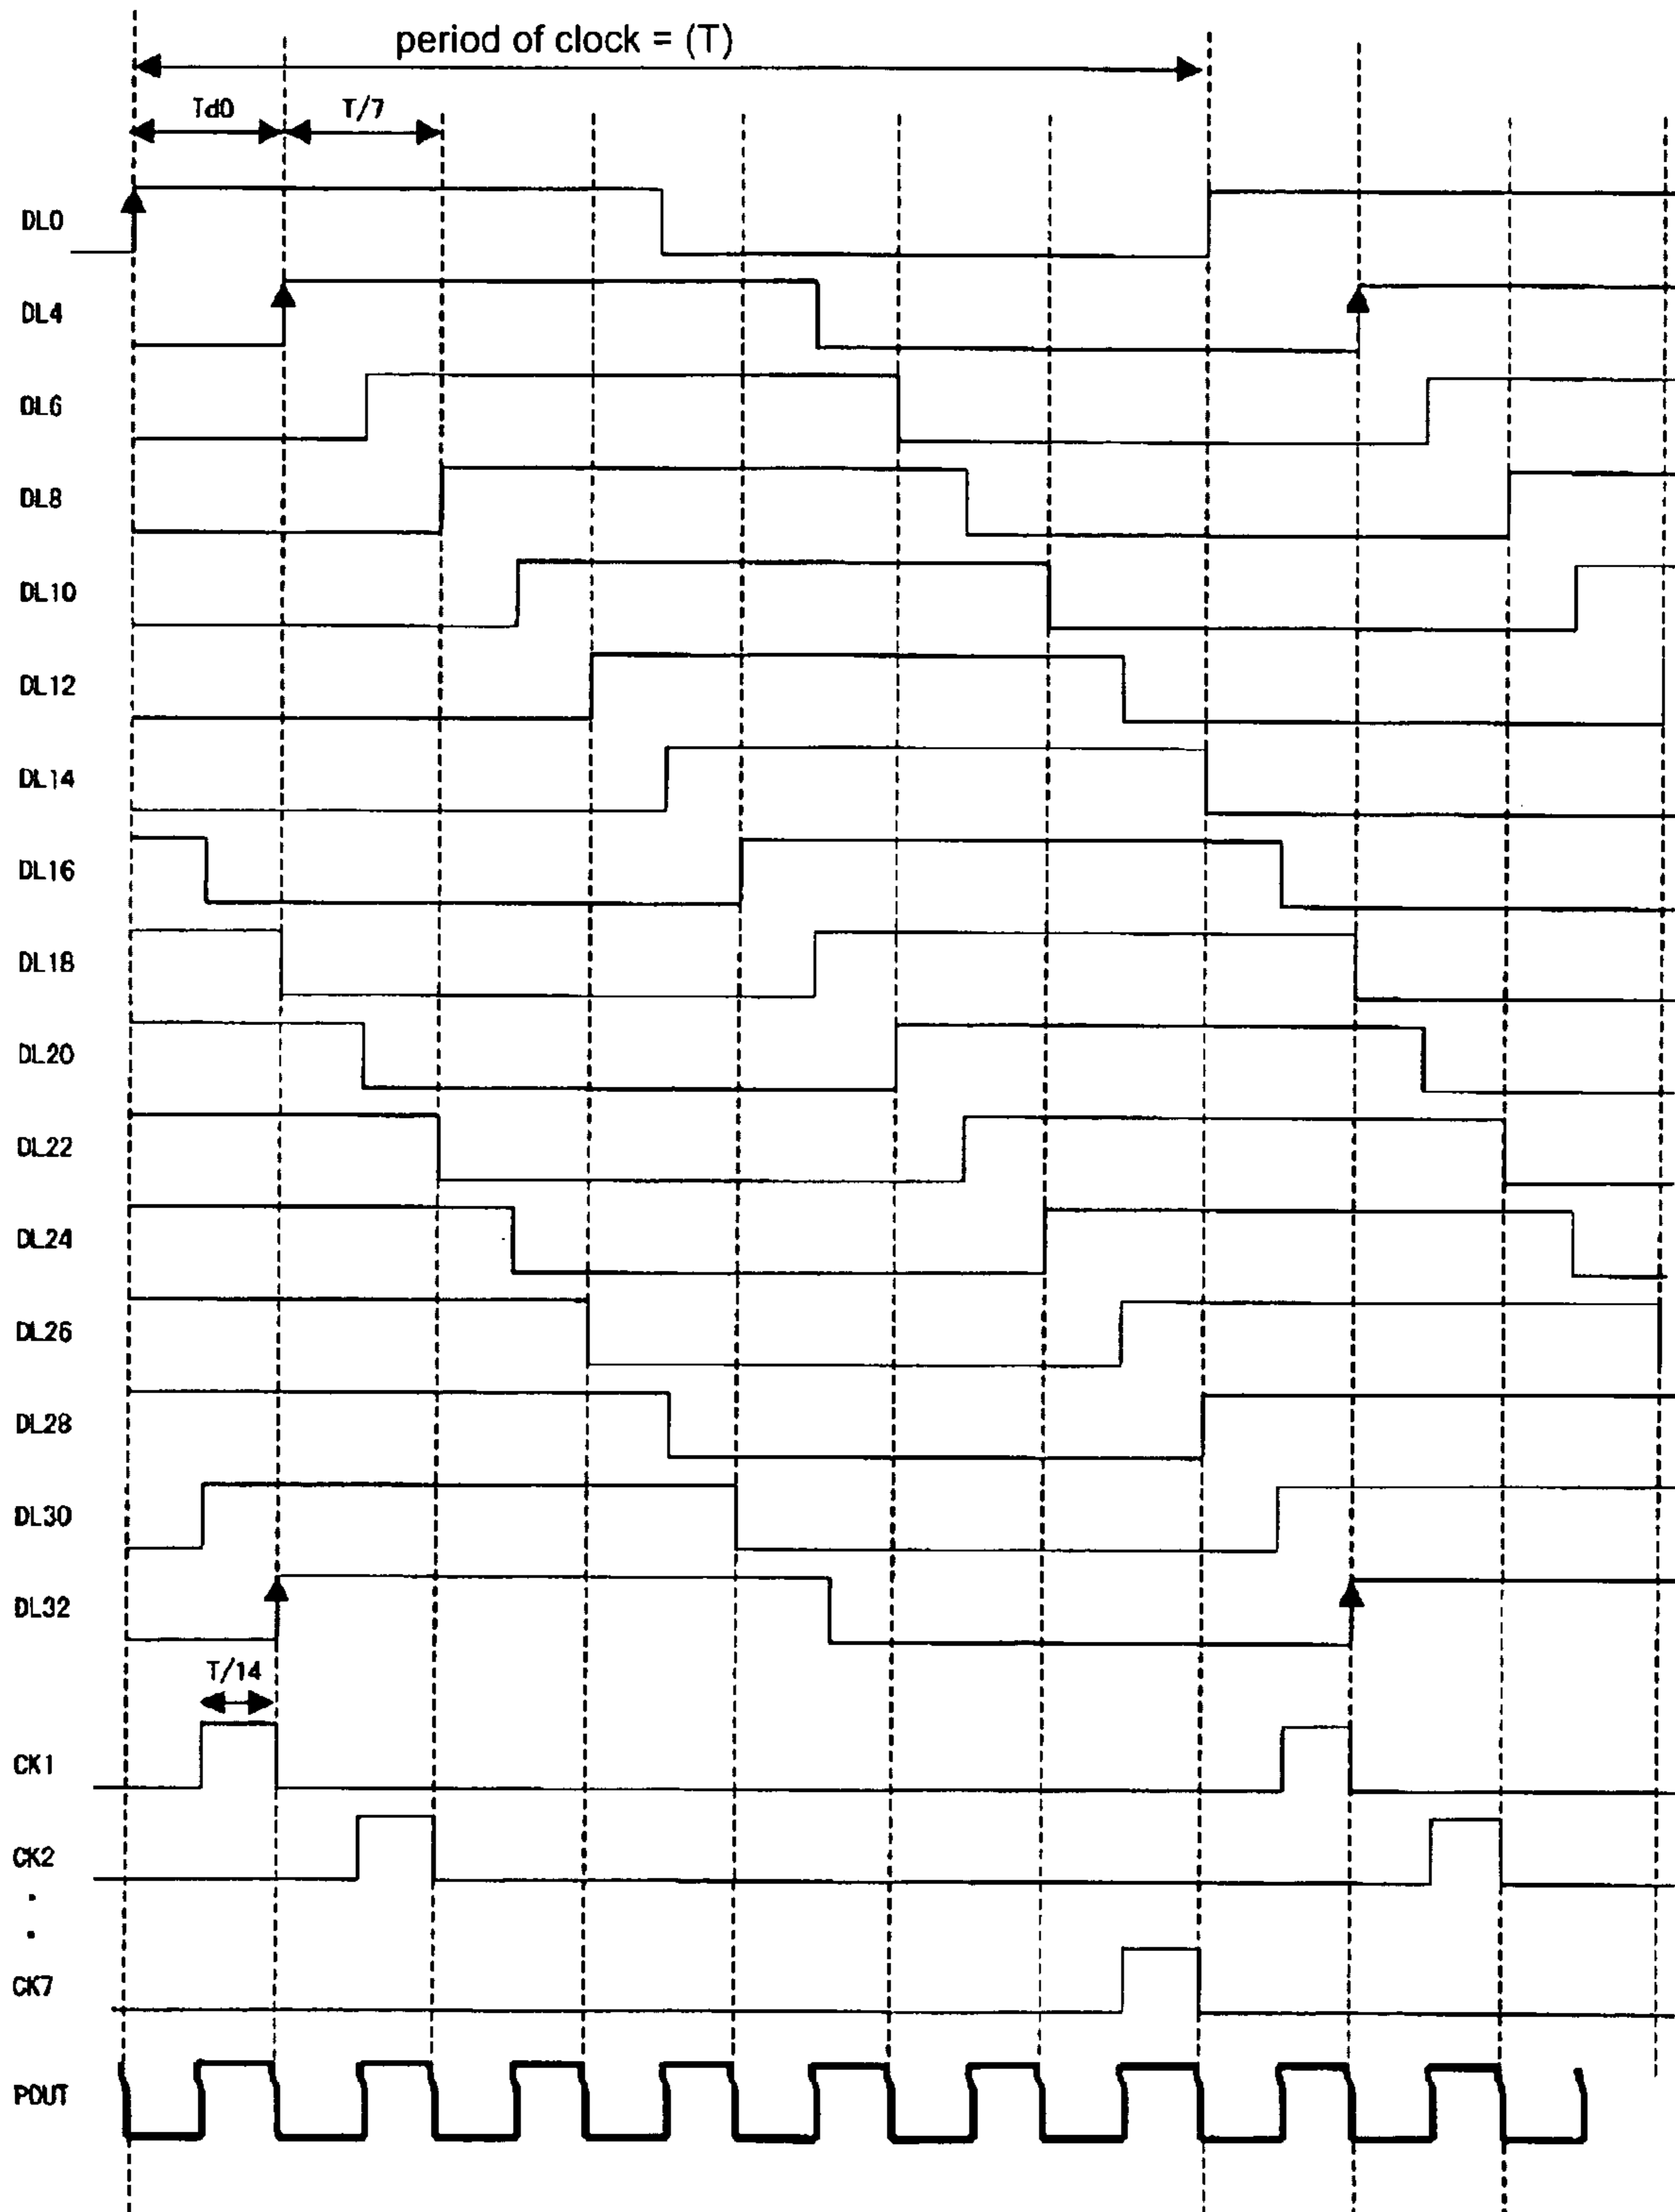 period of clock = (T)
Td0
T/7
DL0
DL4
DL6
DL8
DL10
DL12
DL14
DL16
DL18
DL20
DL22
DL24
DL26
DL28
DL30
DL32
T/14
CK1
CK2
.
.
CK7
POUT